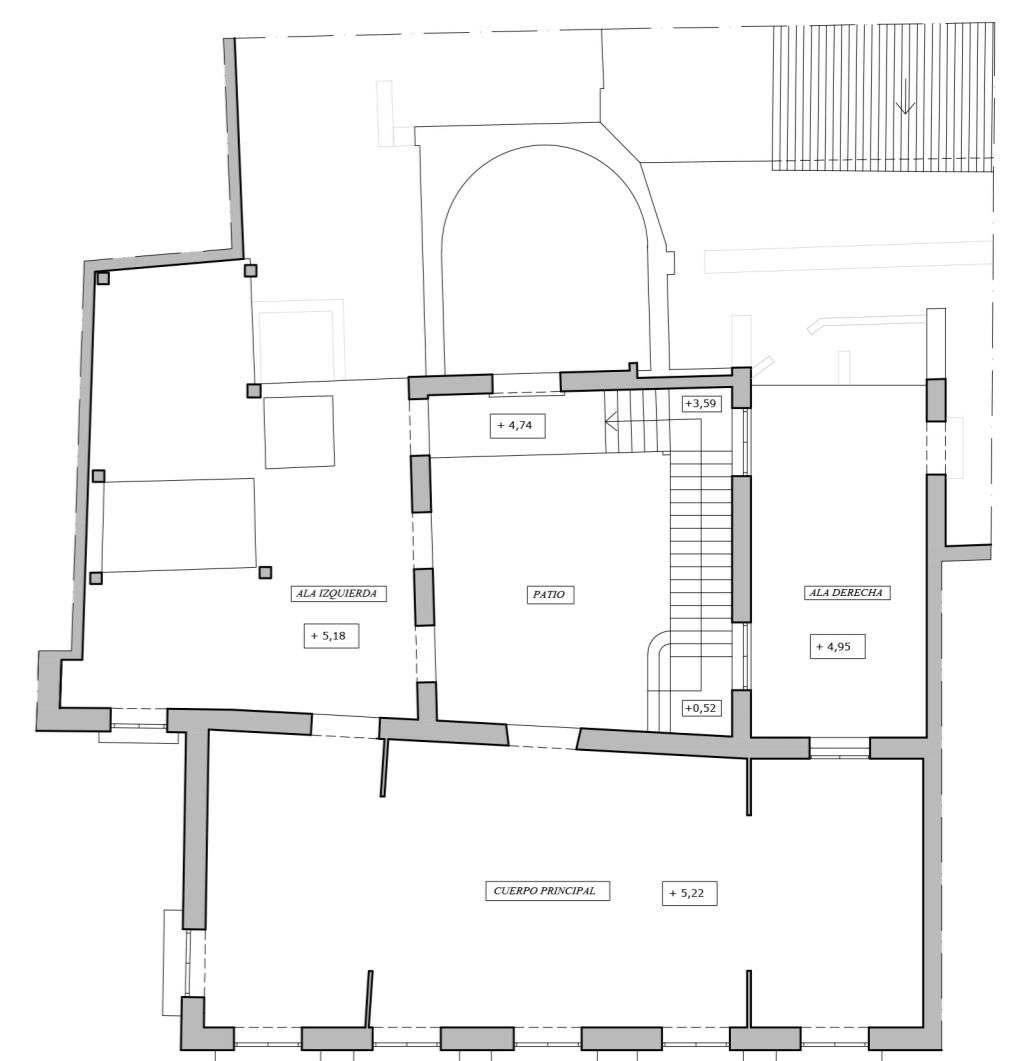 +3,59
+ 4,74
ALA IZQUIERDA
PATIO
ALA DERECHA
+ 5,18
+ 4,95
+0,52
CUERPO PRINCIPAL
+ 5,22